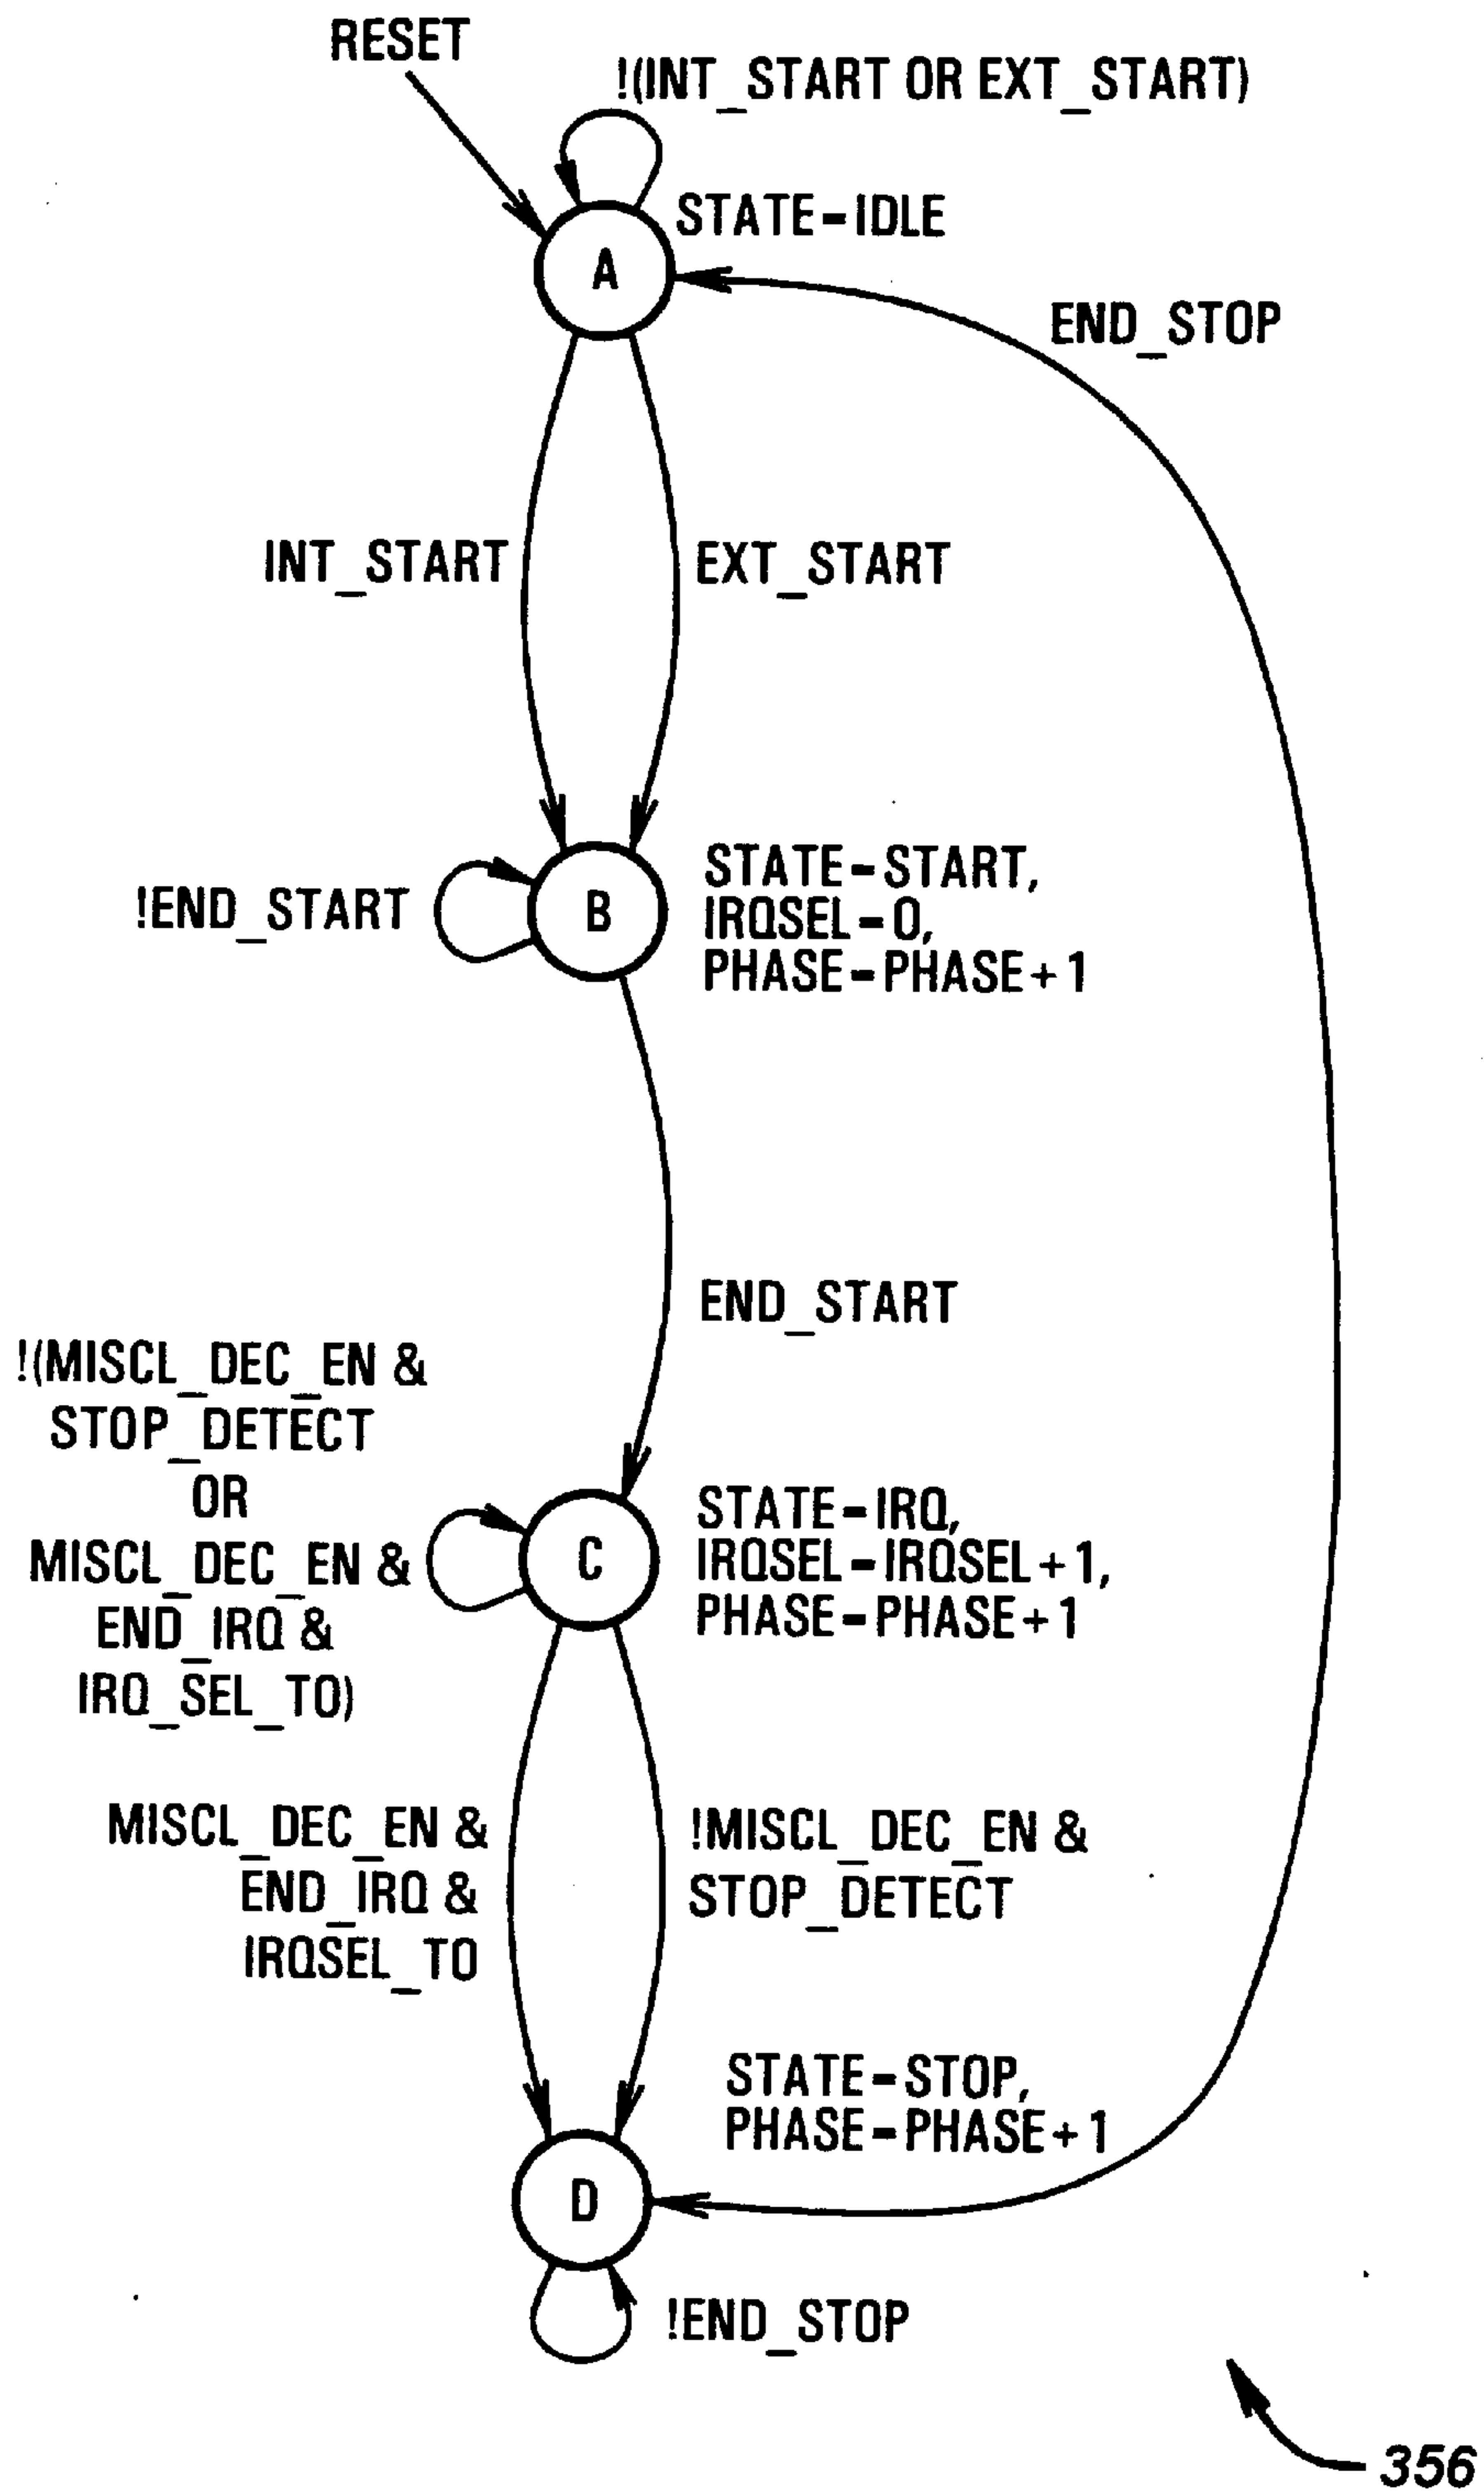 RESET
!(INT_START OR EXT_START)
STATE=IDLE
A
END_STOP
INT_START
EXT_START
!END_START
B
STATE=START,
IRQSEL=0,
PHASE=PHASE+1
END_START
!(MISCL_DEC_EN &
STOP_DETECT
OR
MISCL_DEC_EN &
END_IRQ &
IRQ_SEL_TO)
C
STATE=IRQ,
IRQSEL=IRQSEL+1,
PHASE=PHASE+1
MISCL_DEC_EN &
END_IRQ &
IRQSEL_TO
!MISCL_DEC_EN &
STOP_DETECT
STATE=STOP,
PHASE=PHASE+1
D
!END_STOP
356